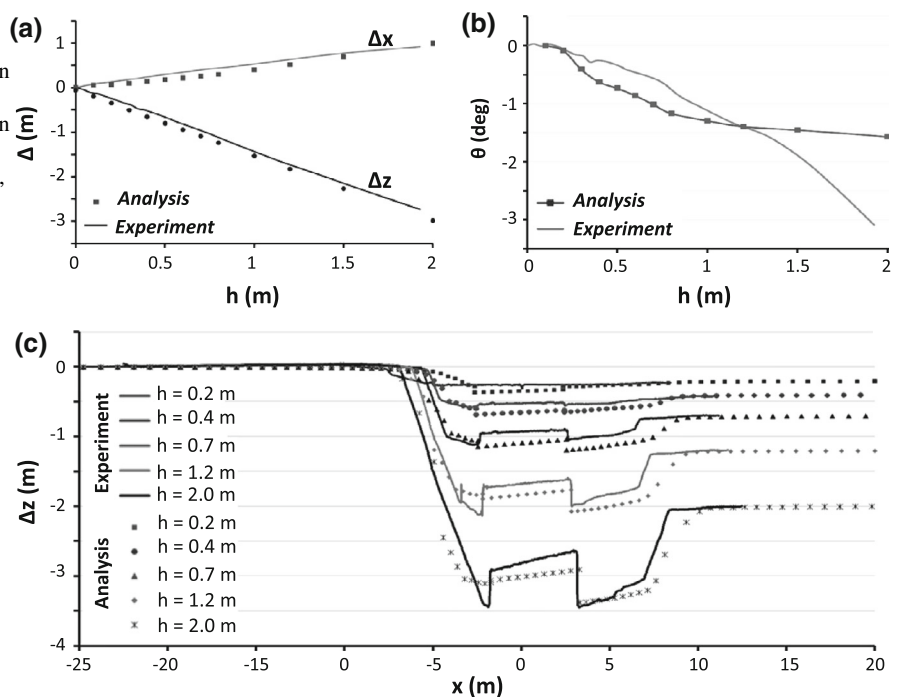 (a)
n
n
,
Δ (m)
1
0
-1
-2
-3
Δx
Δz
Analysis
Experiment
0 0.5 1 1.5 2
h (m)
(b)
θ (deg)
0
-1
-2
-3
Analysis
Experiment
0 0.5 1 1.5 2
h (m)
(c)
Δz (m)
0
-1
-2
-3
-4
Experiment
h = 0.2 m
h = 0.4 m
h = 0.7 m
h = 1.2 m
h = 2.0 m
Analysis
h = 0.2 m
h = 0.4 m
h = 0.7 m
h = 1.2 m
h = 2.0 m
-25 -20 -15 0 -5 0 5 10 15 20
x (m)